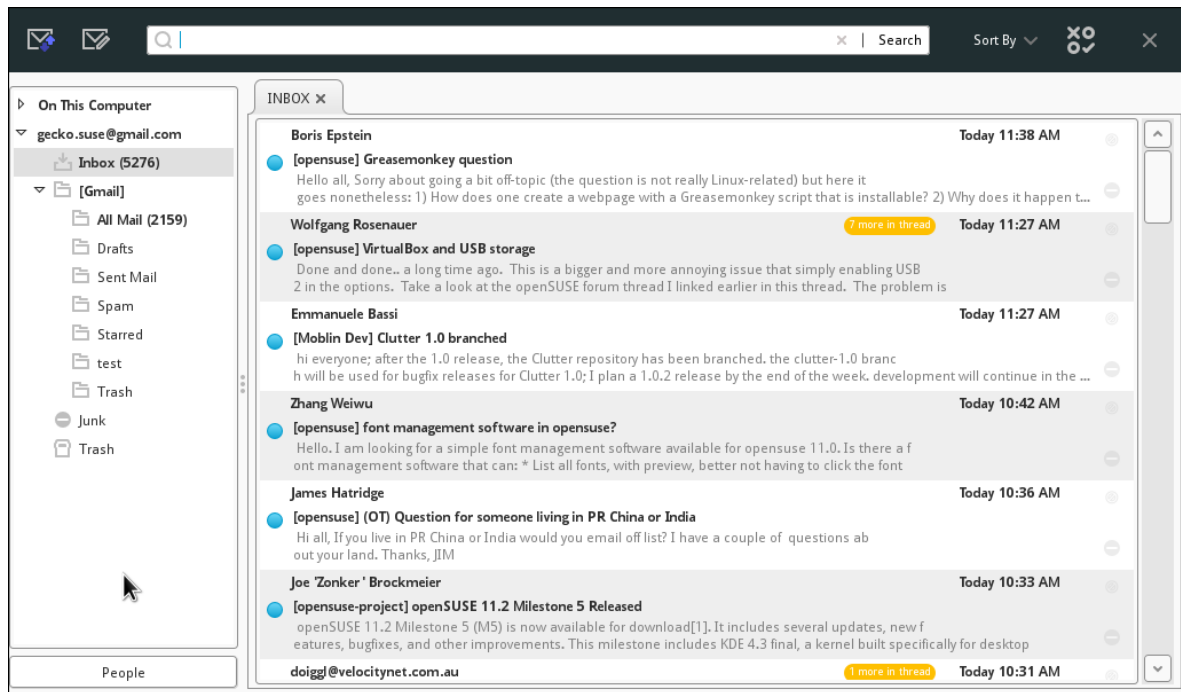 Search
Sort By
On This Computer
gecko.suse@gmail.com
Inbox (5276)
[Gmail]
All Mail (2159)
Drafts
Sent Mail
Spam
Starred
test
Trash
Junk
Trash
People
INBOX
Boris Epstein Today 11:38 AM
[opensuse] Greasemonkey question
Hello all, Sorry about going a bit off-topic (the question is not really Linux-related) but here it
goes nonetheless: 1) How does one create a webpage with a Greasemonkey script that is installable? 2) Why does it happen t...
Wolfgang Rosenauer 7 more in thread Today 11:27 AM
[opensuse] VirtualBox and USB storage
Done and done.. a long time ago. This is a bigger and more annoying issue that simply enabling USB
2 in the options. Take a look at the openSUSE forum thread I linked earlier in this thread. The problem is
Emmanuele Bassi Today 11:27 AM
[Moblin Dev] Clutter 1.0 branched
hi everyone; after the 1.0 release, the Clutter repository has been branched. the clutter-1.0 branc
h will be used for bugfix releases for Clutter 1.0; I plan a 1.0.2 release by the end of the week. development will continue in the ...
Zhang Weiwu Today 10:42 AM
[opensuse] font management software in opensuse?
Hello. I am looking for a simple font management software available for opensuse 11.0. Is there a f
ont management software that can: * List all fonts, with preview, better not having to click the font
James Hatridge Today 10:36 AM
[opensuse] (OT) Question for someone living in PR China or India
Hi all, If you live in PR China or India would you email off list? I have a couple of questions ab
out your land. Thanks, JIM
Joe 'Zonker ' Brockmeier Today 10:33 AM
[opensuse-project] openSUSE 11.2 Milestone 5 Released
openSUSE 11.2 Milestone 5 (M5) is now available for download[1]. It includes several updates, new f
eatures, bugfixes, and other improvements. This milestone includes KDE 4.3 final, a kernel built specifically for desktop
doiggl@velocitynet.com.au 1 more in thread Today 10:31 AM